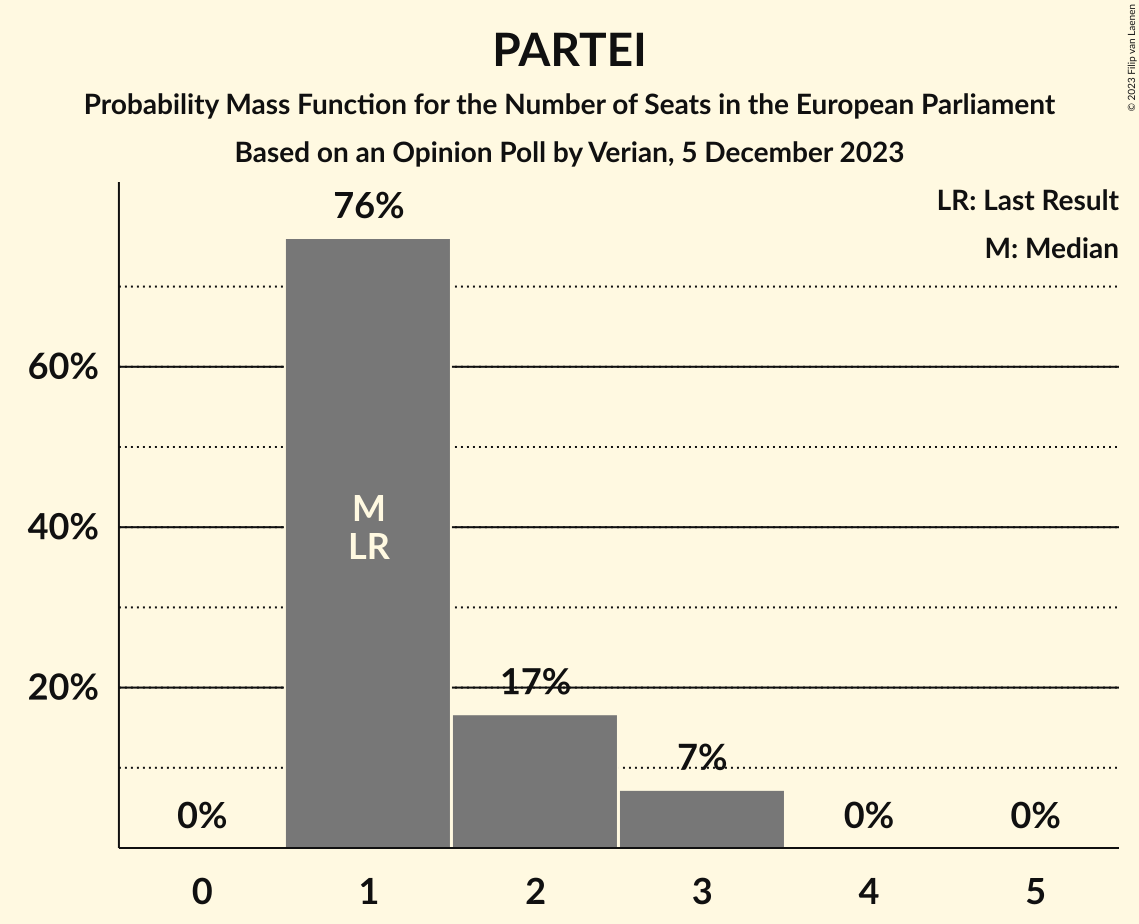 PARTEI
Probability Mass Function for the Number of Seats in the European Parliament
Based on an Opinion Poll by Verian, 5 December 2023
© 2023 Filip van Laenen
LR: Last Result
M: Median
76%
60%
M
40%
LR
20%
17%
7%
0%
0%
0%
0 1 2 3 4 5